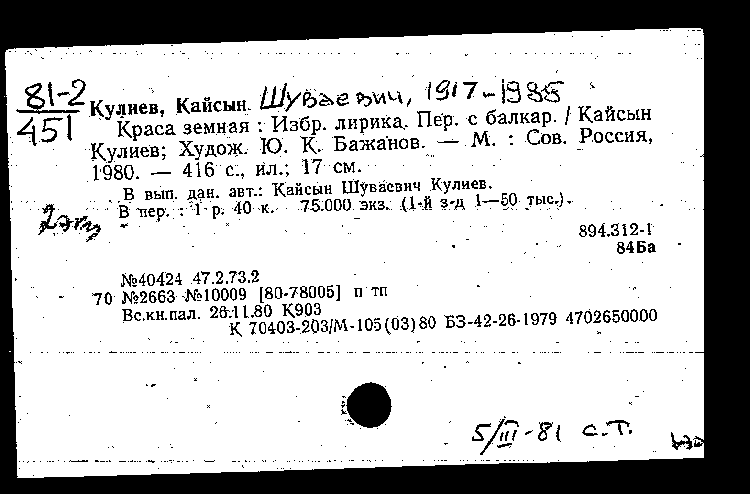 81-2
451
Кулиев, Кайсын. Шуваевич, 1917-1985
Краса земная : Избр. лирика. Пер. с балкар. / Кайсын
Кулиев; Худож. Ю. К. Бажанов. — М. : Сов. Россия,
1980. — 416 с., ил.; 17 см.
В вып. дан. авт.: Кайсын Шуваевич Кулиев.
В пер. : 1 р. 40 к. 75.000 экз. (1-й з-д 1—50 тыс.).
2 экз
894.312-1
84Ба
№40424 47.2.73.2
70 №2663 №10009 [80-78005] п тп
Вс.кн.пал. 26.11.80 К903
К 70403-203/М-105(03)80 БЗ-42-26-1979 4702650000
5/III-81 С.Т.